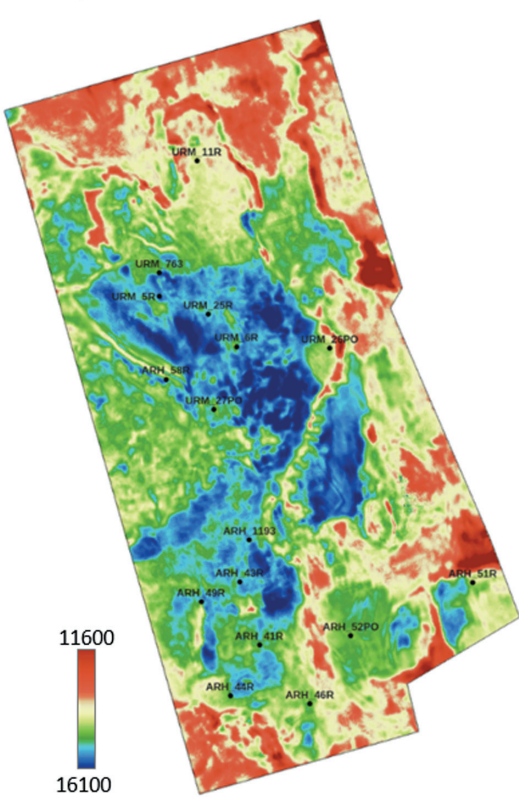 URM_11R
URM_763
URM_5R
URM_25R
URM_6R
URM_26PO
ARH_58R
URM_27PO
ARH_1193
ARH_43R
ARH_51R
ARH_49R
ARH_52PO
ARH_41R
11600
ARH_44R
ARH_46R
16100